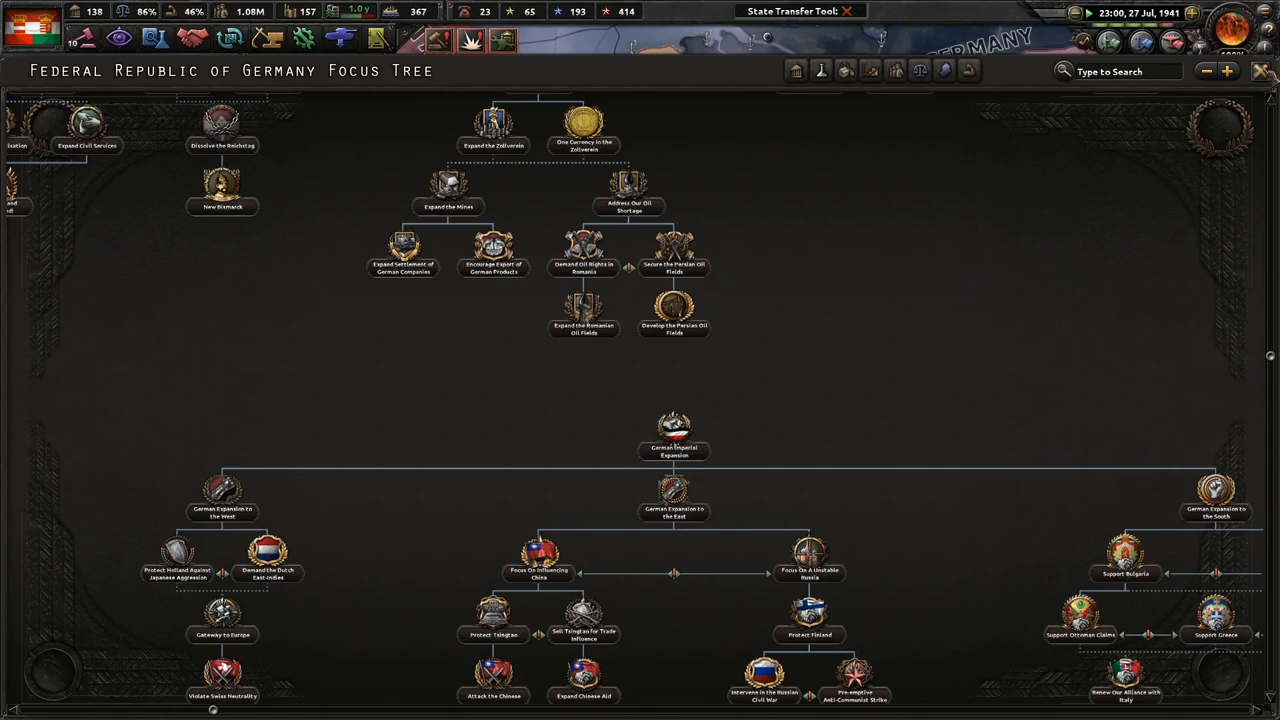 138
86%
46%
1.08M
157
1.0 y
367
23
65
193
414
State Transfer Tool:
23:00, 27 Jul, 1941
10
GERMANY
100%
FEDERAL REPUBLIC OF GERMANY FOCUS TREE
Type to Search
isation
Expand Civil Services
Dissolve the Reichstag
Expand the Zollverein
One Currency in the
Zollverein
and
New Bismarck
Expand the Mines
Address Our Oil
Shortage
Expand Settlement of
German Companies
Encourage Export of
German Products
Demand Oil Rights in
Romania
Secure the Persian Oil
Fields
Expand the Romanian
Oil Fields
Develop the Persian Oil
Fields
German Imperial
Expansion
German Expansion to
the West
German Expansion to
the East
German Expansion to
the South
Protect Holland Against
Japanese Aggression
Demand the Dutch
East-Indies
Focus On Influencing
China
Focus On A Unstable
Russia
Support Bulgaria
Gateway to Europe
Protect Tsingtao
Sell Tsingtao for Trade
Influence
Protect Finland
Support Ottoman Claims
Support Greece
Violate Swiss Neutrality
Attack the Chinese
Expand Chinese Aid
Intervene in the Russian
Civil War
Pre-emptive
Anti-Communist Strike
Renew Our Alliance with
Italy